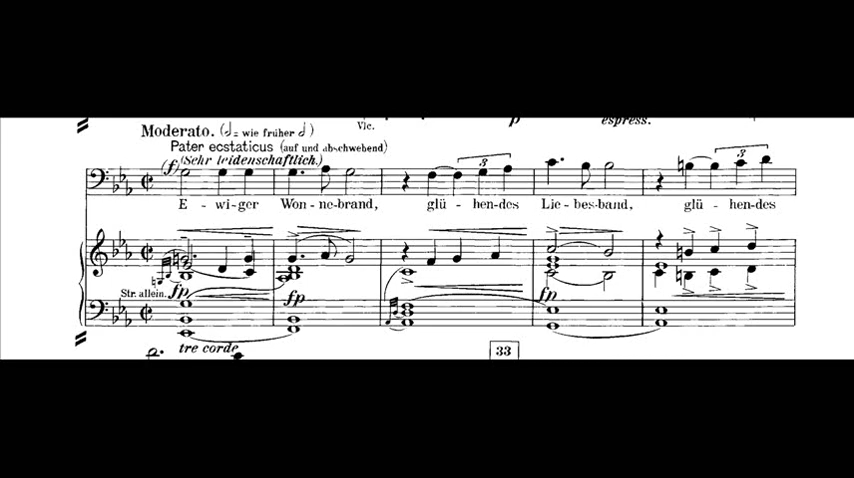 Vlc.
p
espress.
Moderato. (𝅗𝅥 = wie früher 𝅗𝅥)
Pater ecstaticus (auf und abschwebend)
(f) (Sehr leidenschaftlich.)
3
3
E-wi-ger Won-ne-brand, glü-hen-des Lie-bes-band, glü-hen-des
Str. allein.
fp
fp
fp
tre corde
33